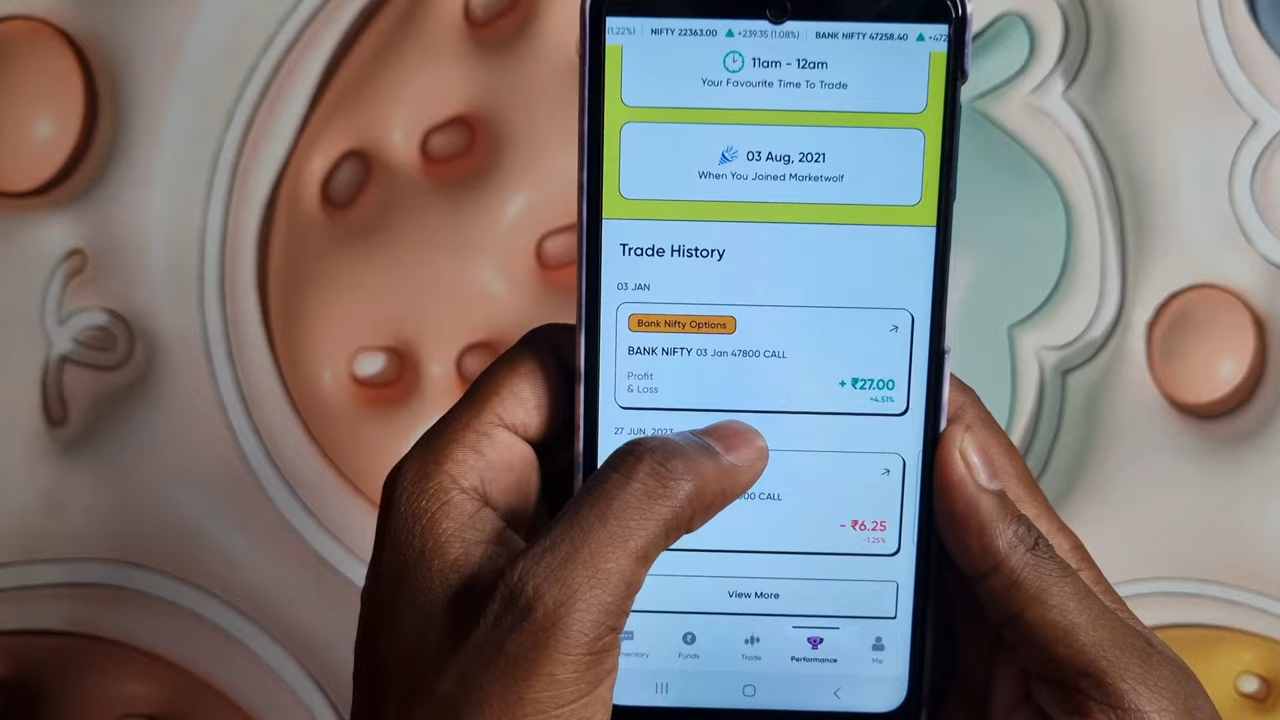 (1.22%) NIFTY 22363.00 ▲ +239.35 (1.08%) BANK NIFTY 47258.40 ▲ +472
11am - 12am
Your Favourite Time To Trade
03 Aug, 2021
When You Joined Marketwolf
Trade History
03 JAN
Bank Nifty Options
BANK NIFTY 03 Jan 47800 CALL
Profit
& Loss
+ ₹27.00
+4.51%
27 JUN, 2023
00 CALL
- ₹6.25
-1.25%
View More
mentary Funds Trade Performance Me